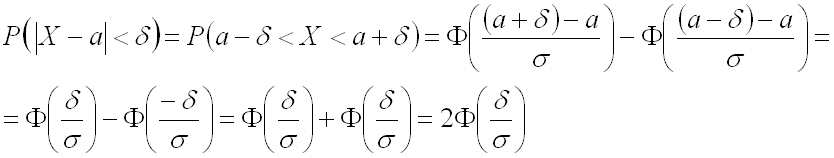 P(|X − a| < δ) = P(a − δ < X < a + δ) = Φ((a + δ) − a / σ) − Φ((a − δ) − a / σ) =
= Φ(δ / σ) − Φ(−δ / σ) = Φ(δ / σ) + Φ(δ / σ) = 2Φ(δ / σ)